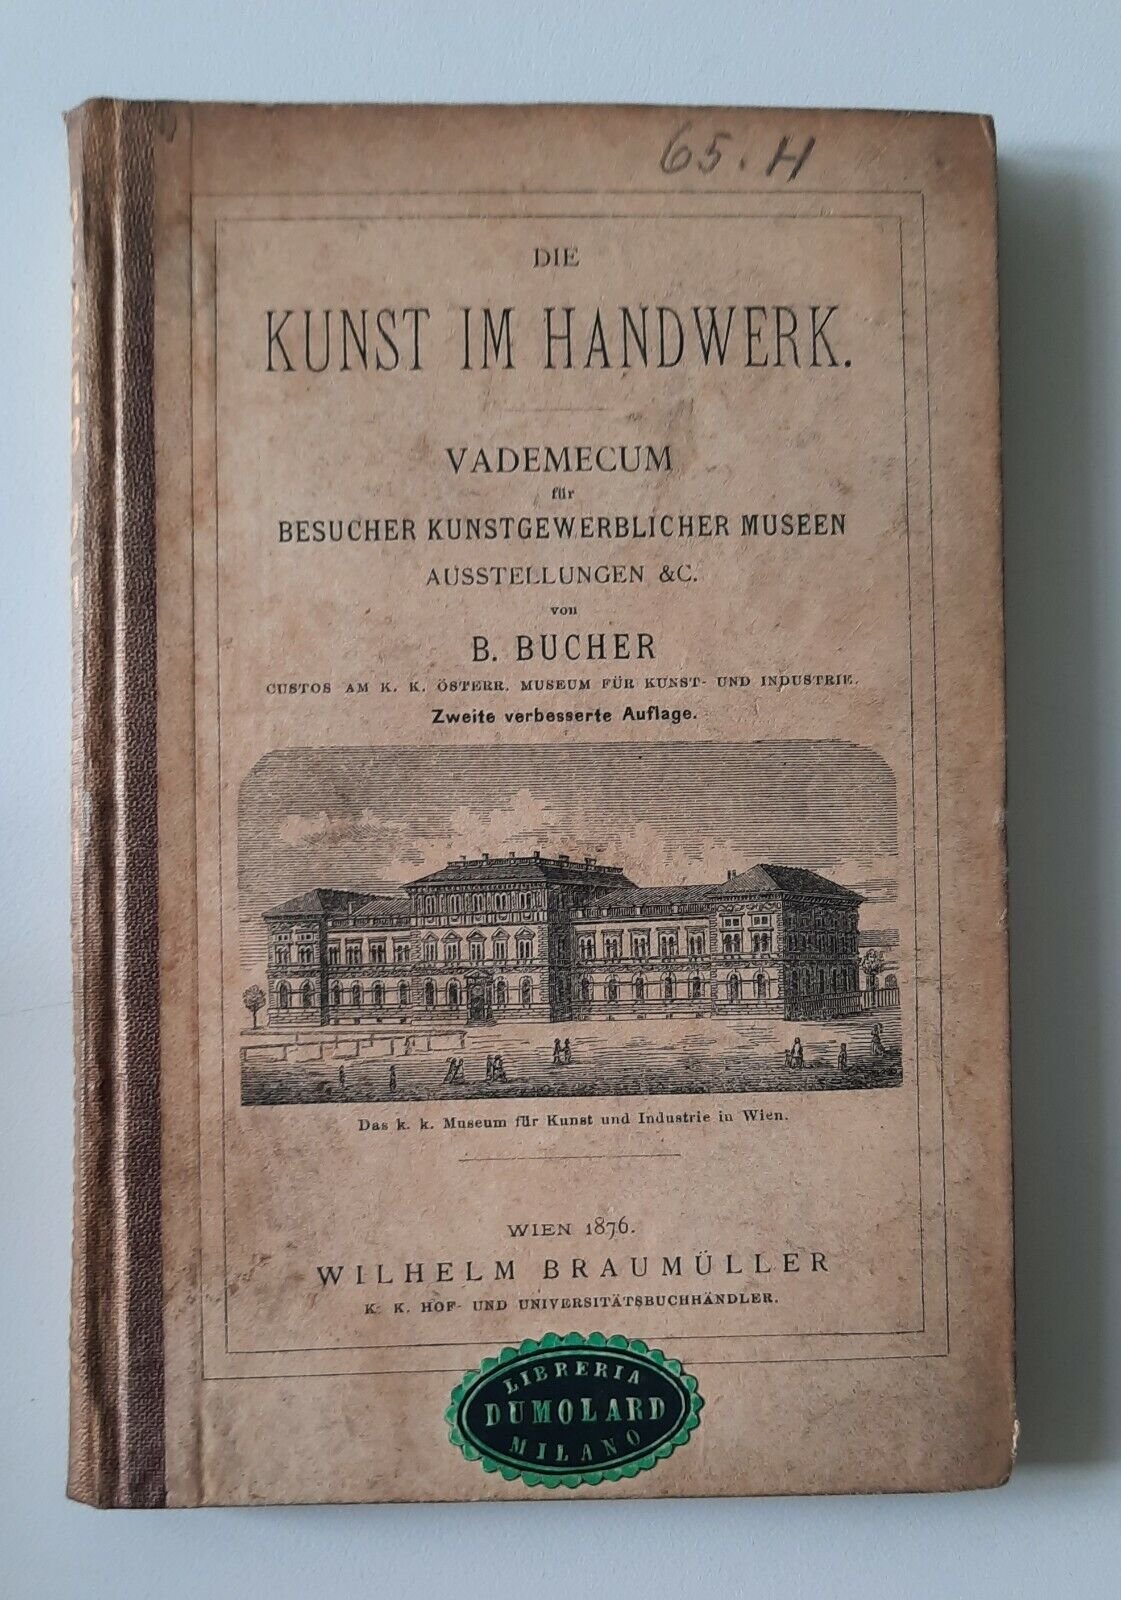 65.H
DIE
KUNST IM HANDWERK.
VADEMECUM
für
BESUCHER KUNSTGEWERBLICHER MUSEEN
AUSSTELLUNGEN &C.
von
B. BUCHER
CUSTOS AM K. K. ÖSTERR. MUSEUM FÜR KUNST- UND INDUSTRIE.
Zweite verbesserte Auflage.
Das k. k. Museum für Kunst und Industrie in Wien.
WIEN 1876.
WILHELM BRAUMÜLLER
K. K. HOF- UND UNIVERSITÄTSBUCHHÄNDLER.
LIBRERIA
DUMOLARD
MILANO